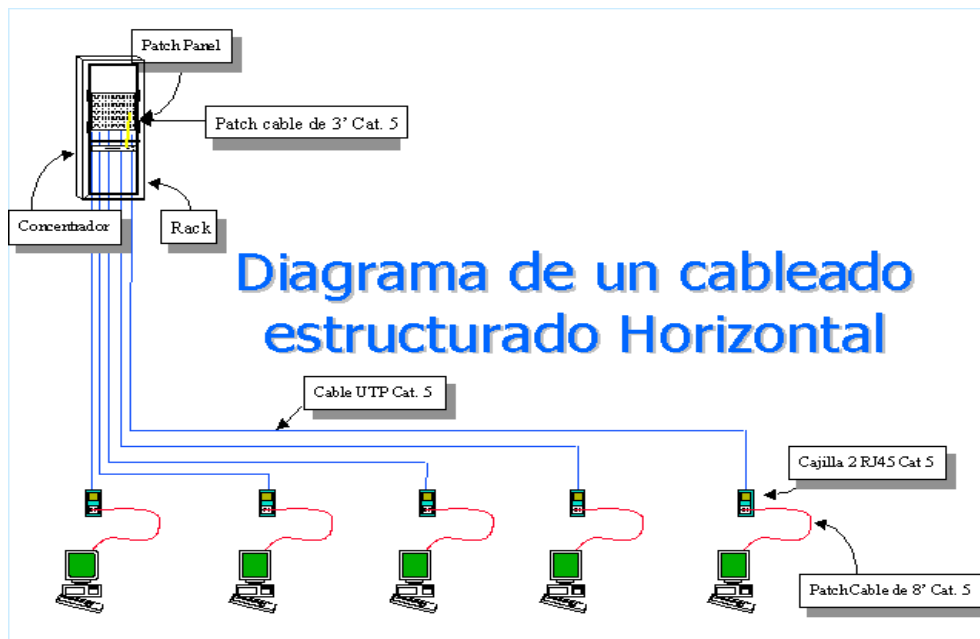 Patch Panel
Patch cable de 3' Cat. 5
Concentrador
Rack
Diagrama de un cableado
estructurado Horizontal
Cable UTP Cat. 5
Cajilla 2 RJ45 Cat 5
PatchCable de 8' Cat. 5